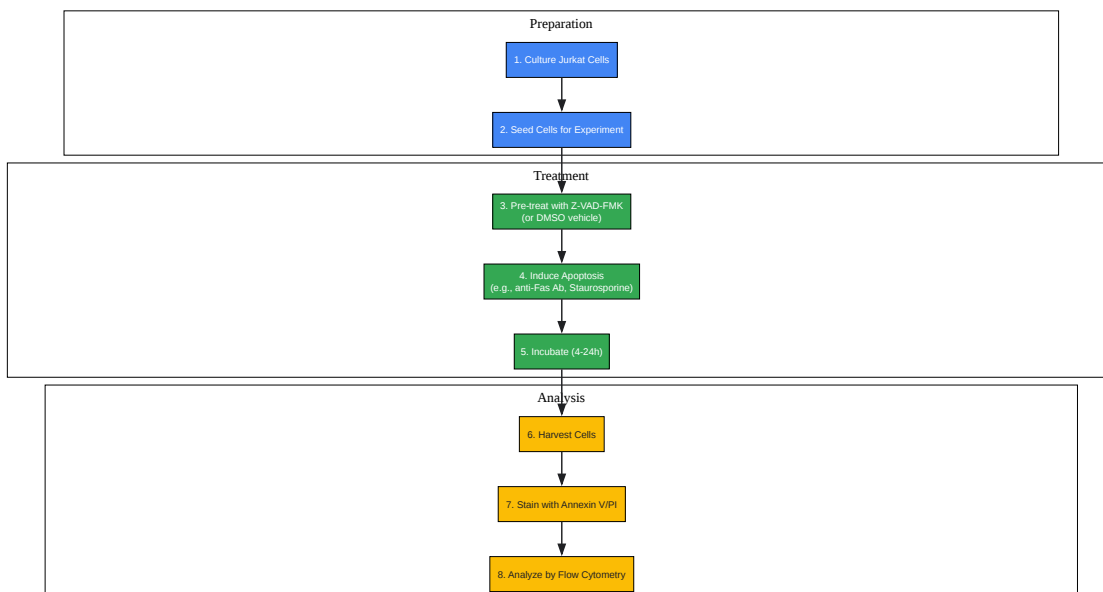 Preparation
1. Culture Jurkat Cells
2. Seed Cells for Experiment
Treatment
3. Pre-treat with Z-VAD-FMK
(or DMSO vehicle)
4. Induce Apoptosis
(e.g., anti-Fas Ab, Staurosporine)
5. Incubate (4-24h)
Analysis
6. Harvest Cells
7. Stain with Annexin V/PI
8. Analyze by Flow Cytometry